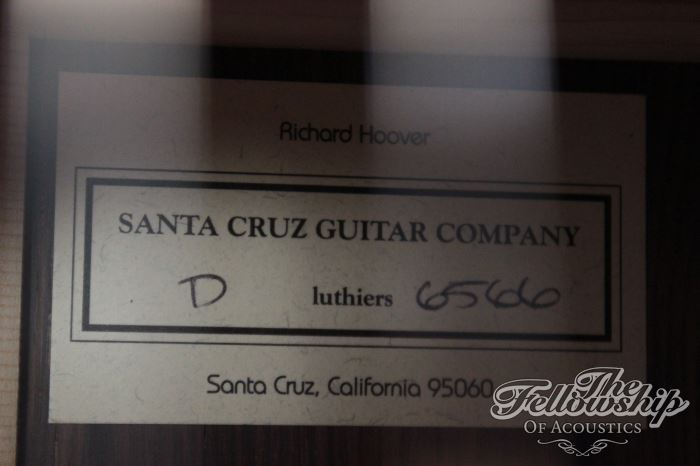 Richard Hoover
SANTA CRUZ GUITAR COMPANY
D luthiers 6566
Santa Cruz, California 95060
The
Fellowship
OF ACOUSTICS